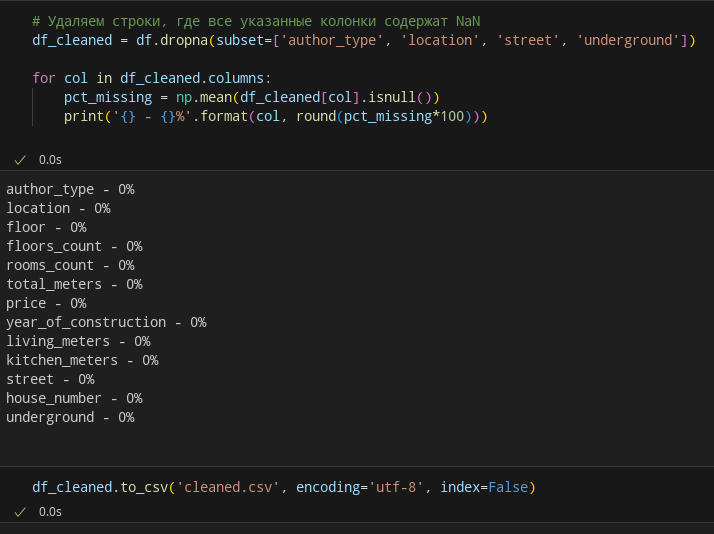 # Удаляем строки, где все указанные колонки содержат NaN
df_cleaned = df.dropna(subset=['author_type', 'location', 'street', 'underground'])
for col in df_cleaned.columns:
    pct_missing = np.mean(df_cleaned[col].isnull())
    print('{} - {}%'.format(col, round(pct_missing*100)))
0.0s
author_type - 0%
location - 0%
floor - 0%
floors_count - 0%
rooms_count - 0%
total_meters - 0%
price - 0%
year_of_construction - 0%
living_meters - 0%
kitchen_meters - 0%
street - 0%
house_number - 0%
underground - 0%
df_cleaned.to_csv('cleaned.csv', encoding='utf-8', index=False)
0.0s